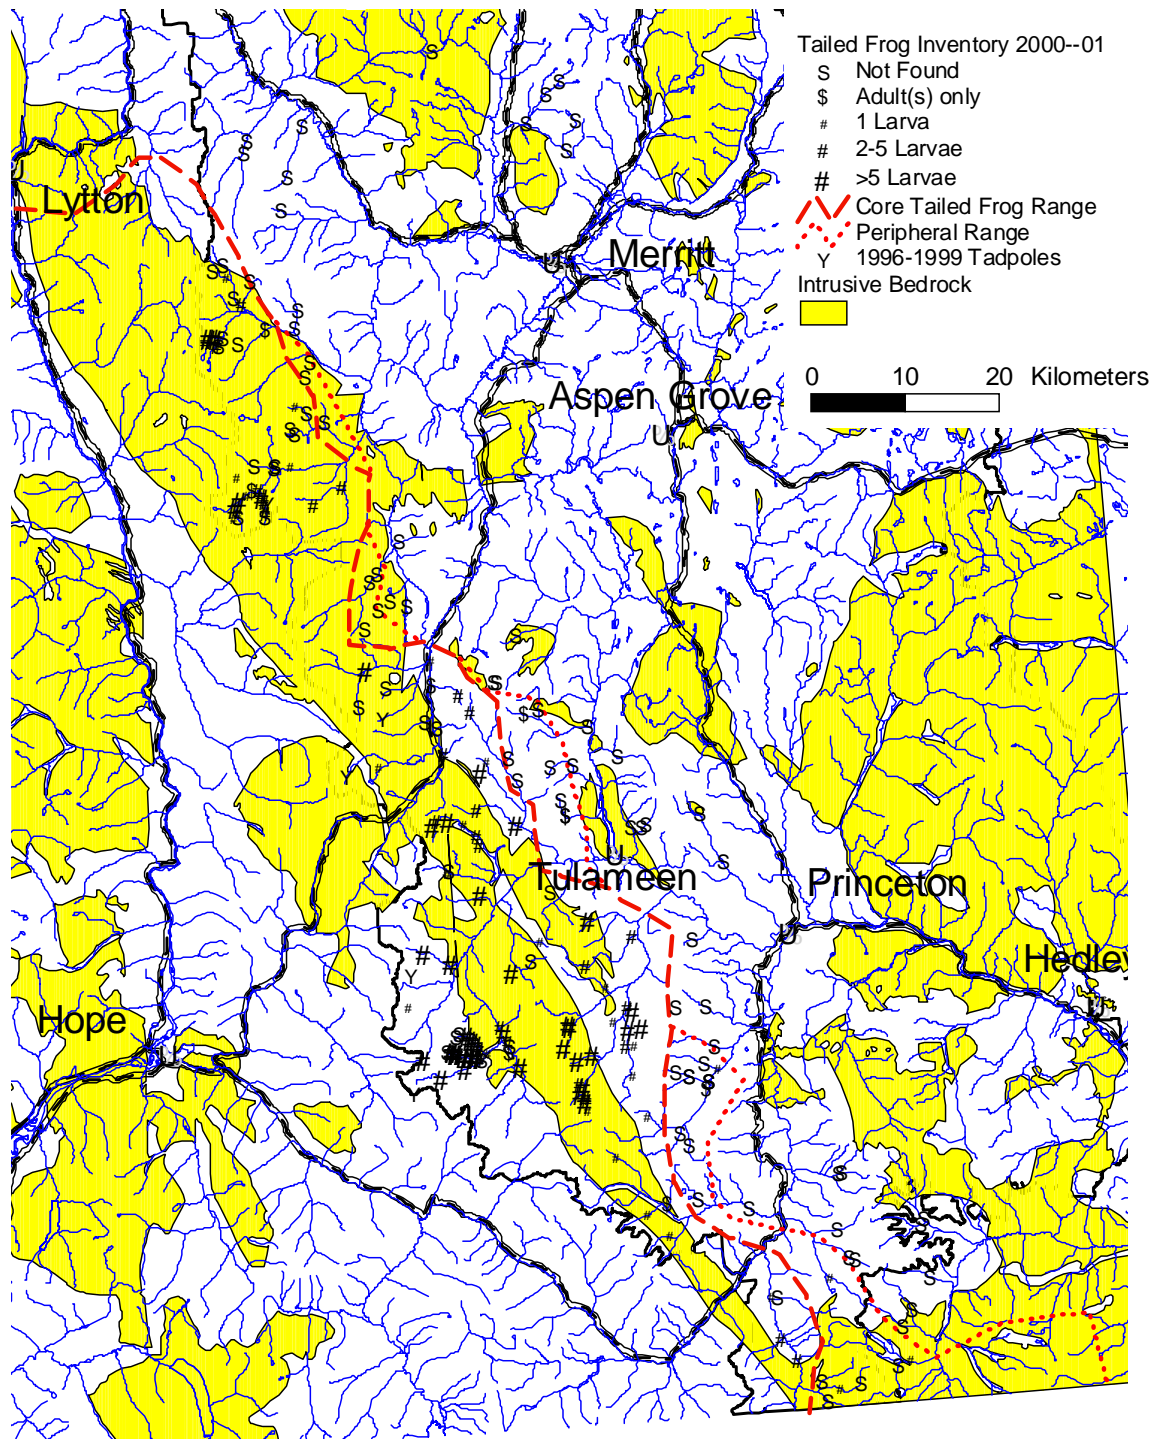 Tailed Frog Inventory 2000--01
S Not Found
$ Adult(s) only
# 1 Larva
# 2-5 Larvae
# >5 Larvae
Core Tailed Frog Range
Peripheral Range
Y 1996-1999 Tadpoles
Intrusive Bedrock
0 10 20 Kilometers
Lytton
Merritt
Aspen Grove
Tulameen
Princeton
Hedley
Hope